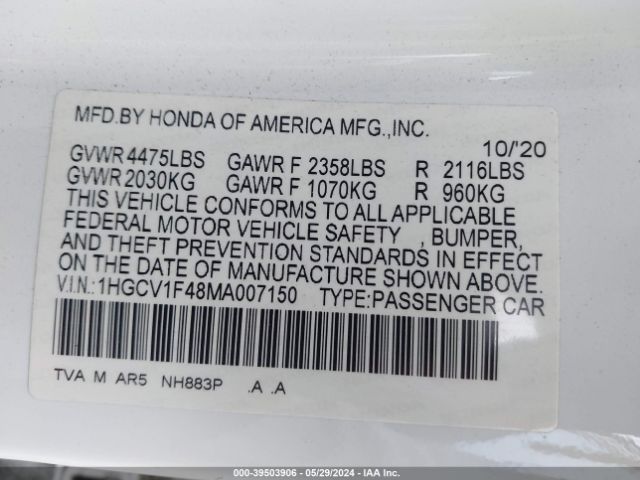 MFD.BY HONDA OF AMERICA MFG.,INC.
10/'20
GVWR 4475LBS GAWR F 2358LBS R 2116LBS
GVWR 2030KG GAWR F 1070KG R 960KG
THIS VEHICLE CONFORMS TO ALL APPLICABLE
FEDERAL MOTOR VEHICLE SAFETY , BUMPER,
AND THEFT PREVENTION STANDARDS IN EFFECT
ON THE DATE OF MANUFACTURE SHOWN ABOVE.
V.I.N.:1HGCV1F48MA007150 TYPE:PASSENGER CAR
TVA M AR5 NH883P .A .A
000-39503906 - 05/29/2024 - IAA Inc.